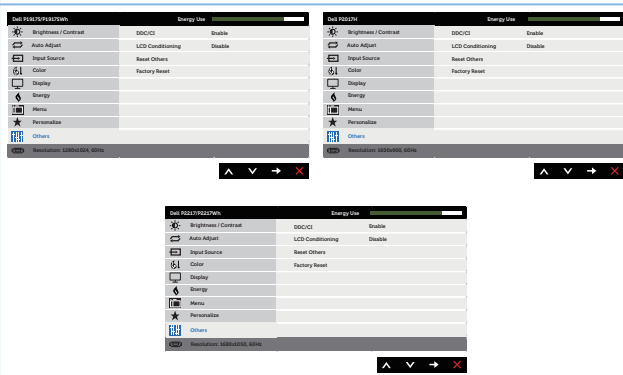 Dell P1917S/P1917SWh Energy Use
Brightness / Contrast DDC/CI Enable
Auto Adjust LCD Conditioning Disable
Input Source Reset Others
Color Factory Reset
Display
Energy
Menu
Personalize
Others
Resolution: 1280x1024, 60Hz
Dell P2017H Energy Use
Brightness / Contrast DDC/CI Enable
Auto Adjust LCD Conditioning Disable
Input Source Reset Others
Color Factory Reset
Display
Energy
Menu
Personalize
Others
Resolution: 1600x900, 60Hz
Dell P2217/P2217Wh Energy Use
Brightness / Contrast DDC/CI Enable
Auto Adjust LCD Conditioning Disable
Input Source Reset Others
Color Factory Reset
Display
Energy
Menu
Personalize
Others
Resolution: 1680x1050, 60Hz